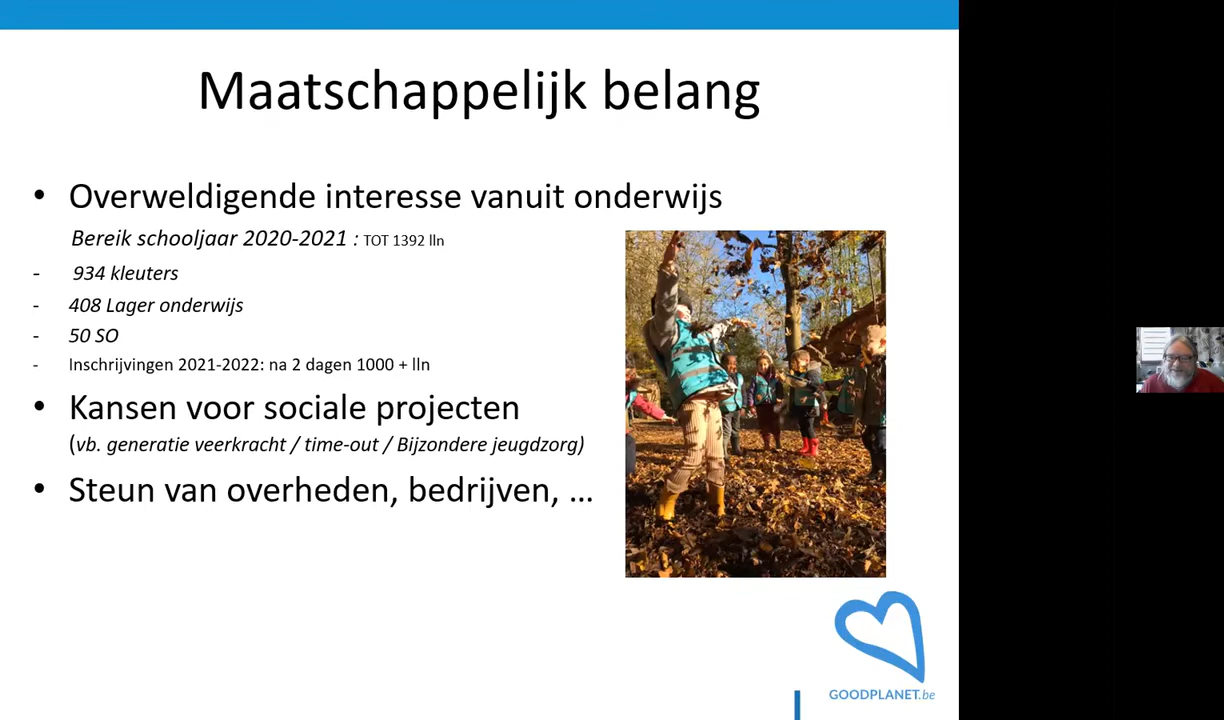 Maatschappelijk belang
• Overweldigende interesse vanuit onderwijs
Bereik schooljaar 2020-2021 : TOT 1392 lln
- 934 kleuters
- 408 Lager onderwijs
- 50 SO
- Inschrijvingen 2021-2022: na 2 dagen 1000 + lln
• Kansen voor sociale projecten
(vb. generatie veerkracht / time-out / Bijzondere jeugdzorg)
• Steun van overheden, bedrijven, ...
GOODPLANET.be